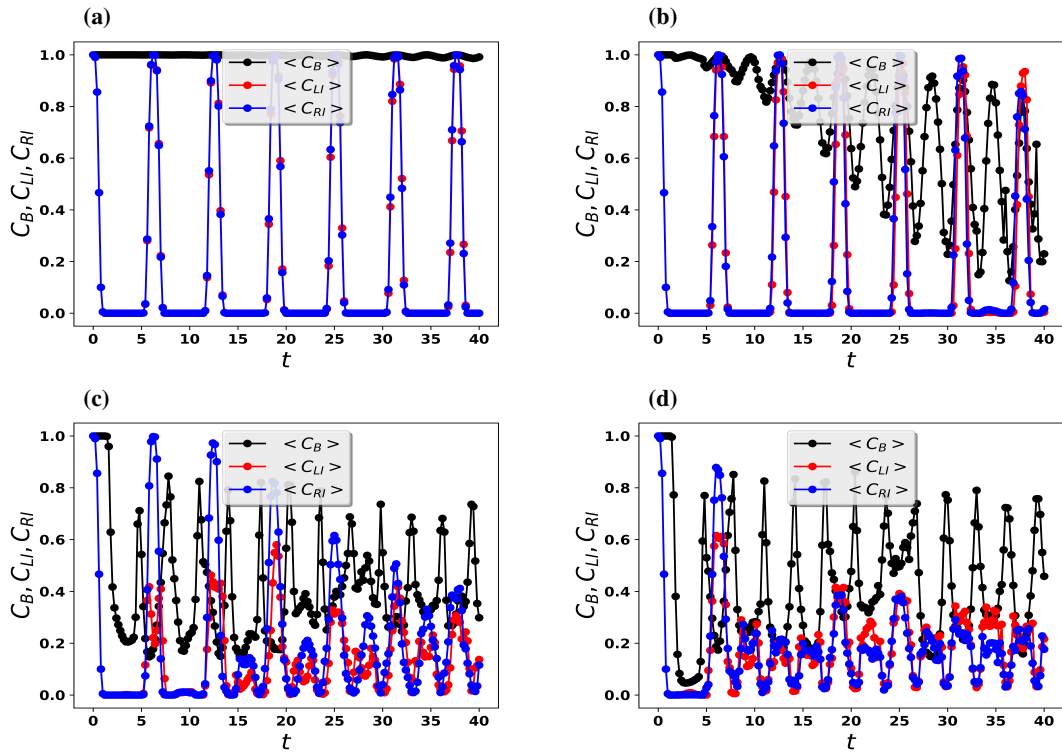 (a)
C_B, C_LI, C_RI
1.0
0.8
0.6
0.4
0.2
0.0
< C_B >
< C_LI >
< C_RI >
0 5 10 15 20 25 30 35 40
t
(b)
C_B, C_LI, C_RI
1.0
0.8
0.6
0.4
0.2
0.0
< C_B >
< C_LI >
< C_RI >
0 5 10 15 20 25 30 35 40
t
(c)
C_B, C_LI, C_RI
1.0
0.8
0.6
0.4
0.2
0.0
< C_B >
< C_LI >
< C_RI >
0 5 10 15 20 25 30 35 40
t
(d)
C_B, C_LI, C_RI
1.0
0.8
0.6
0.4
0.2
0.0
< C_B >
< C_LI >
< C_RI >
0 5 10 15 20 25 30 35 40
t